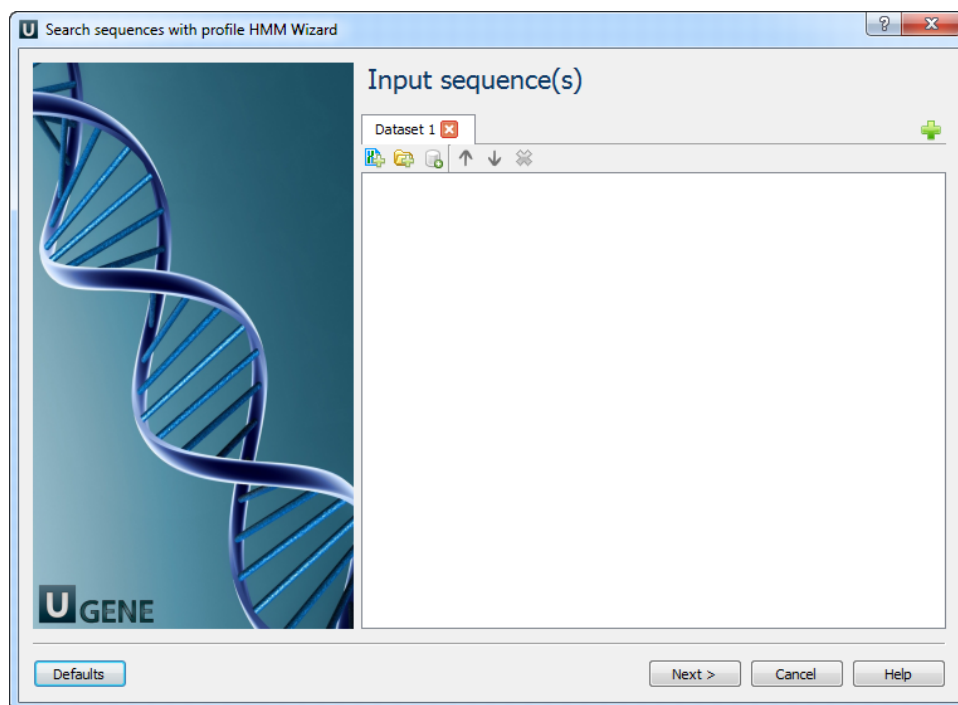 U Search sequences with profile HMM Wizard
Input sequence(s)
Dataset 1
U GENE
Defaults
Next >
Cancel
Help